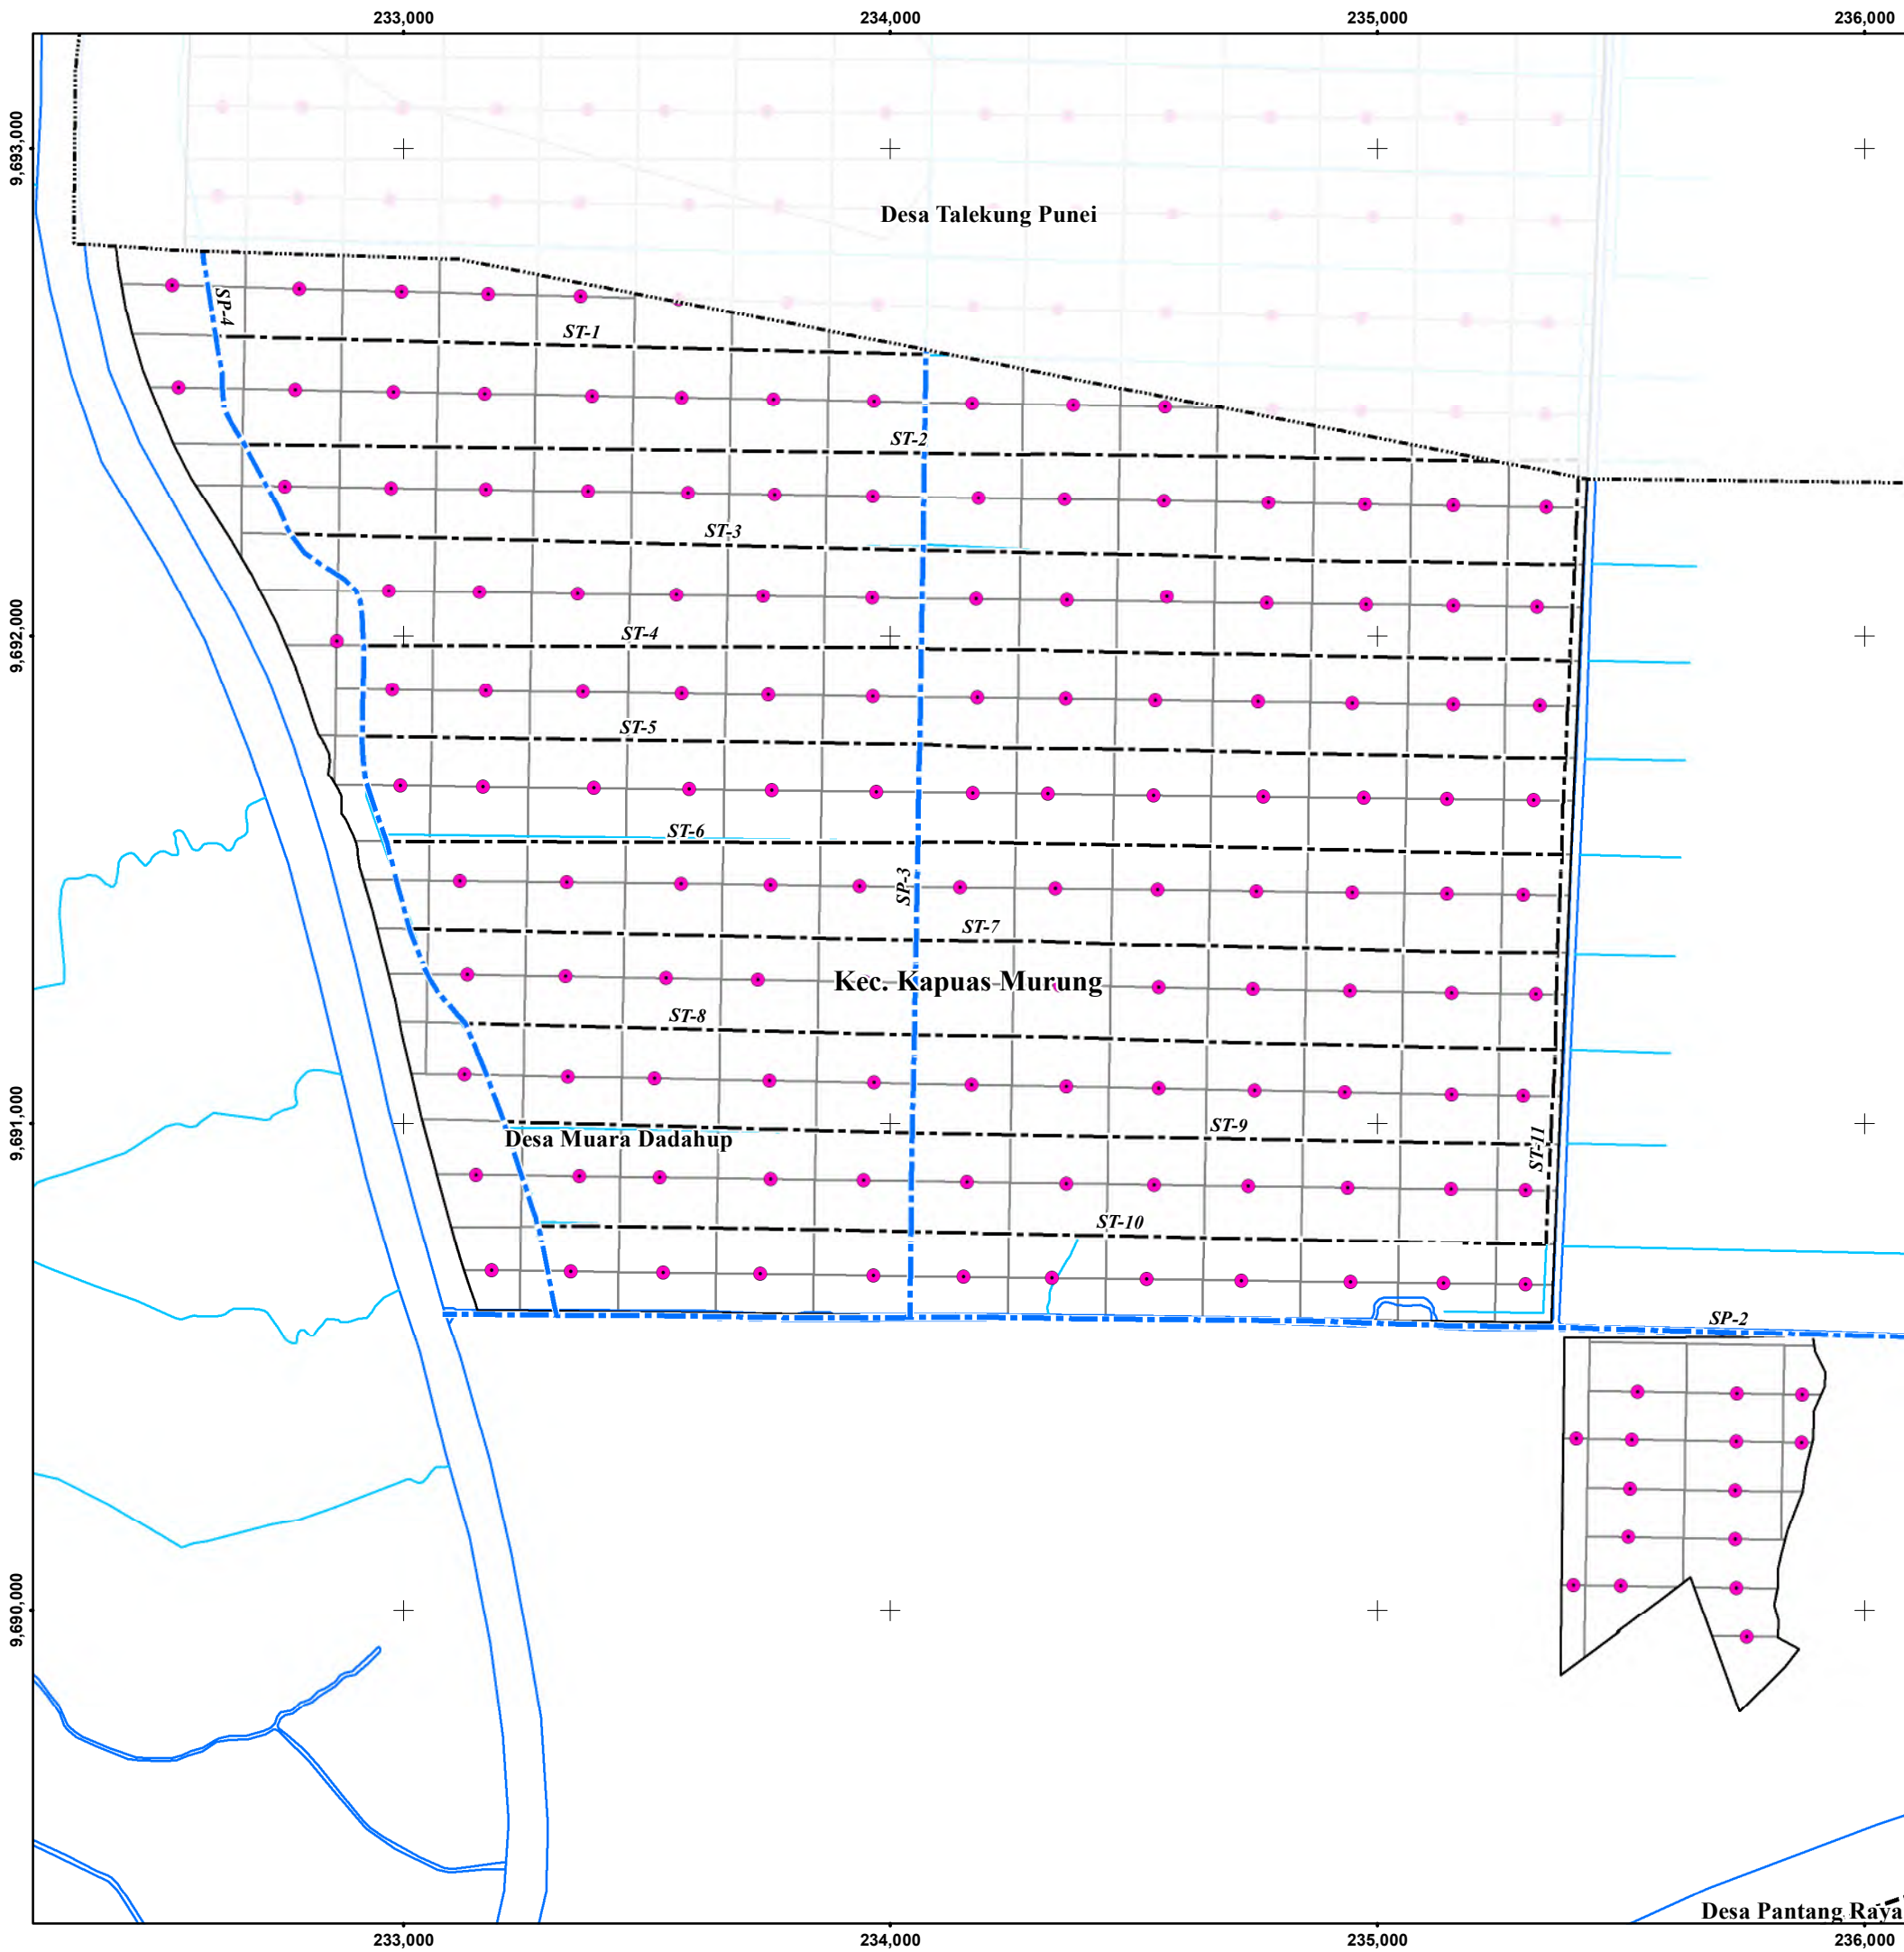 233,000 234,000 235,000 236,000
9,693,000
Desa Talekung Punei
SP-4
ST-1
ST-2
ST-3
9,692,000
ST-4
ST-5
ST-6
SP-3
ST-7
Kec. Kapuas Murung
ST-8
9,691,000
ST-9
Desa Muara Dadahup
ST-11
ST-10
SP-2
9,690,000
Desa Pantang Raya
233,000 234,000 235,000 236,000